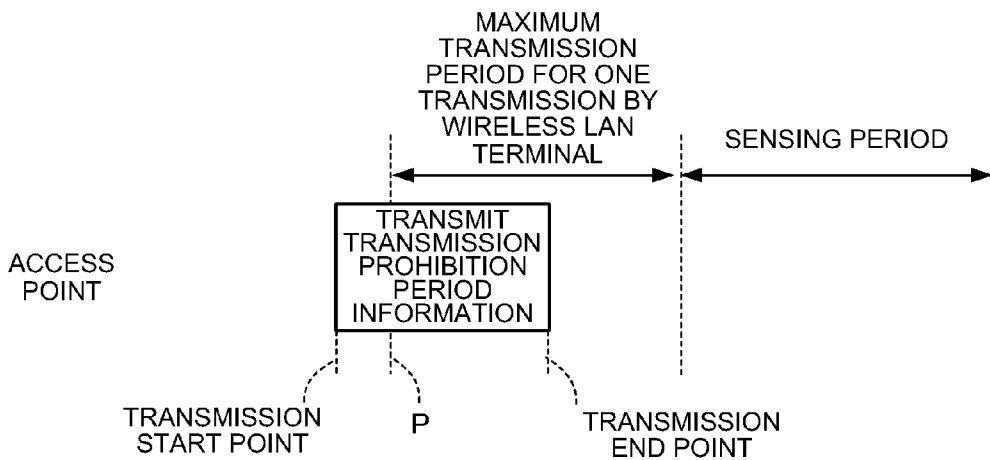 MAXIMUM
TRANSMISSION
PERIOD FOR ONE
TRANSMISSION BY
WIRELESS LAN
TERMINAL
SENSING PERIOD
ACCESS
POINT
TRANSMIT
TRANSMISSION
PROHIBITION
PERIOD
INFORMATION
TRANSMISSION
START POINT
P
TRANSMISSION
END POINT